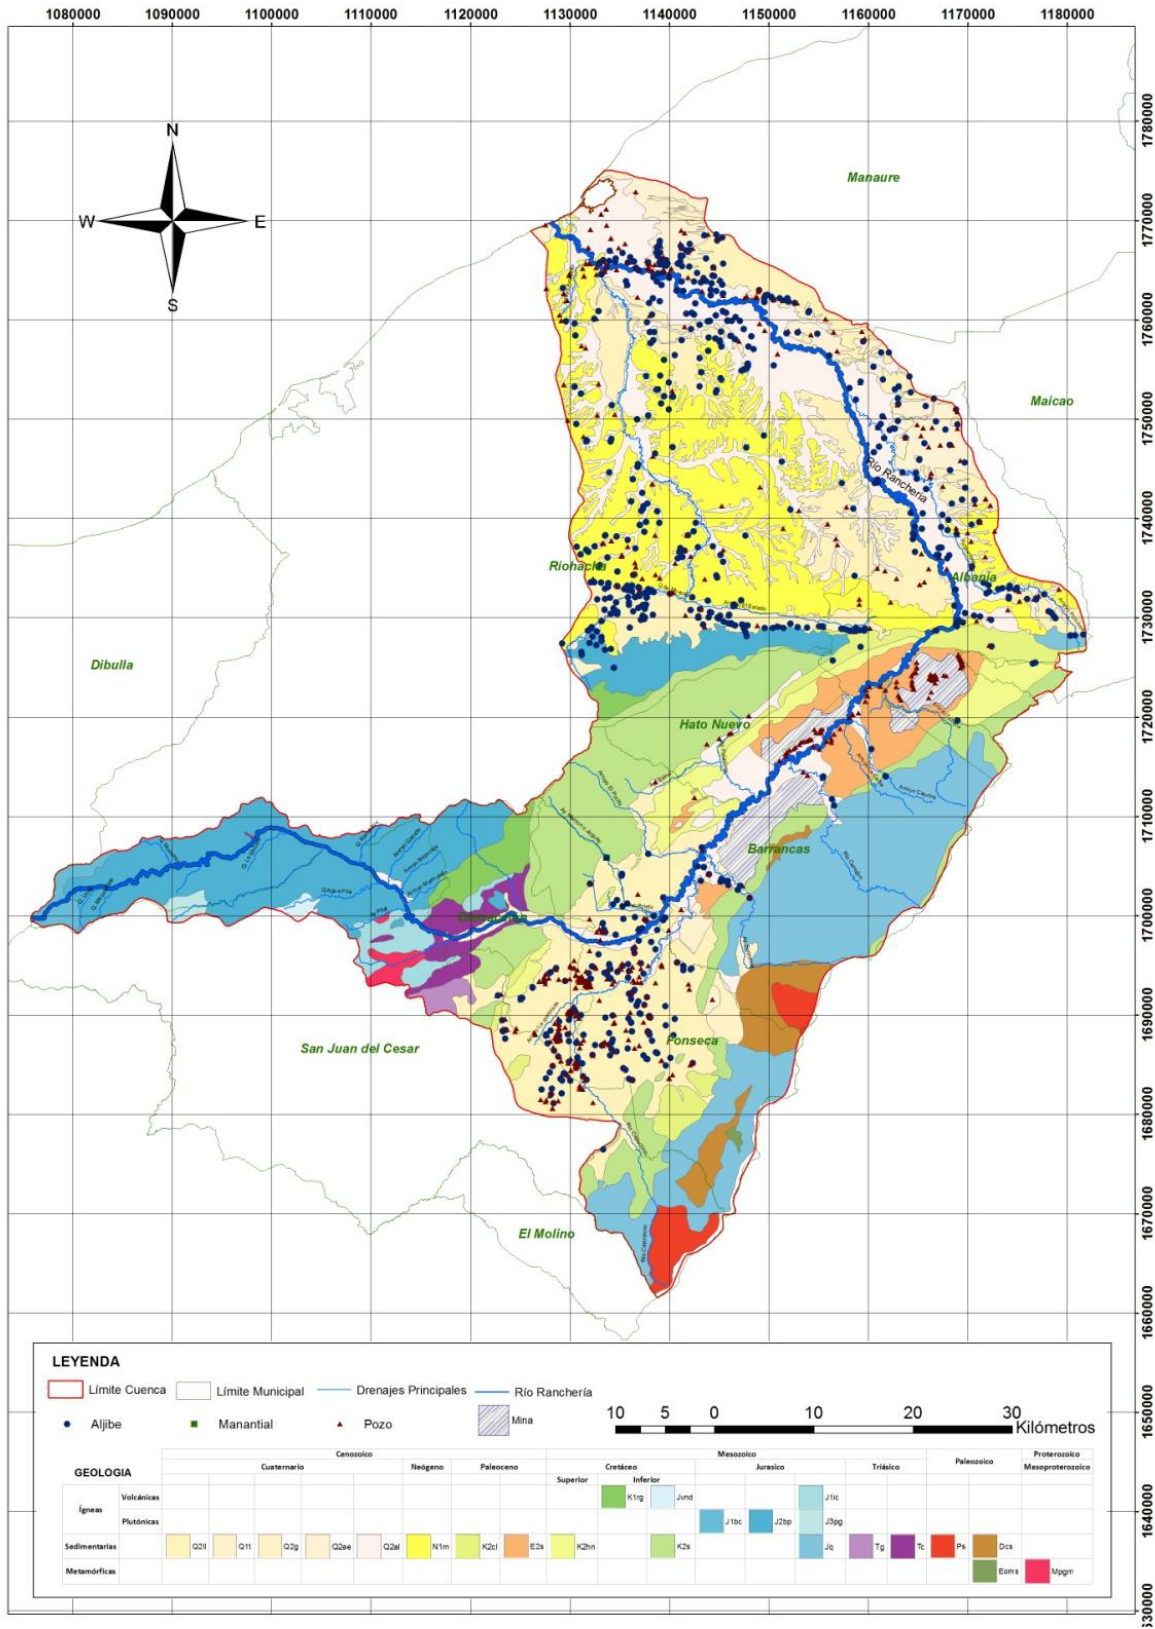 1080000 1090000 1100000 1110000 1120000 1130000 1140000 1150000 1160000 1170000 1180000
1780000
1770000
1760000
1750000
1740000
1730000
1720000
1710000
1700000
1690000
1680000
1670000
1660000
1650000
1640000
1630000
N
W E
S
Manaure
Maicao
Río Ranchería
Riohacha
Albania
Dibulla
Hato Nuevo
Barrancas
San Juan del Cesar
Fonseca
El Molino
LEYENDA
Límite Cuenca Límite Municipal Drenajes Principales Río Ranchería
Aljibe Manantial Pozo Mina
10 5 0 10 20 30
Kilómetros
GEOLOGIA
Cenozoico Mesozoico Paleozoico Proterozoico
Cuaternario Neógeno Paleoceno Cretáceo Jurasico Triásico Mesoproterozoico
Superior Inferior
Ígneas
Volcánicas K1rg Jvnd J1ic
Plutónicas J1bc J2bp J3pg
Sedimentarias Q2ll Q1t Q2g Q2ae Q2al N1m K2cl E2s K2hn K2s Jq Tg Tc Ps Dcs
Metamórficas Eoms Mpgm